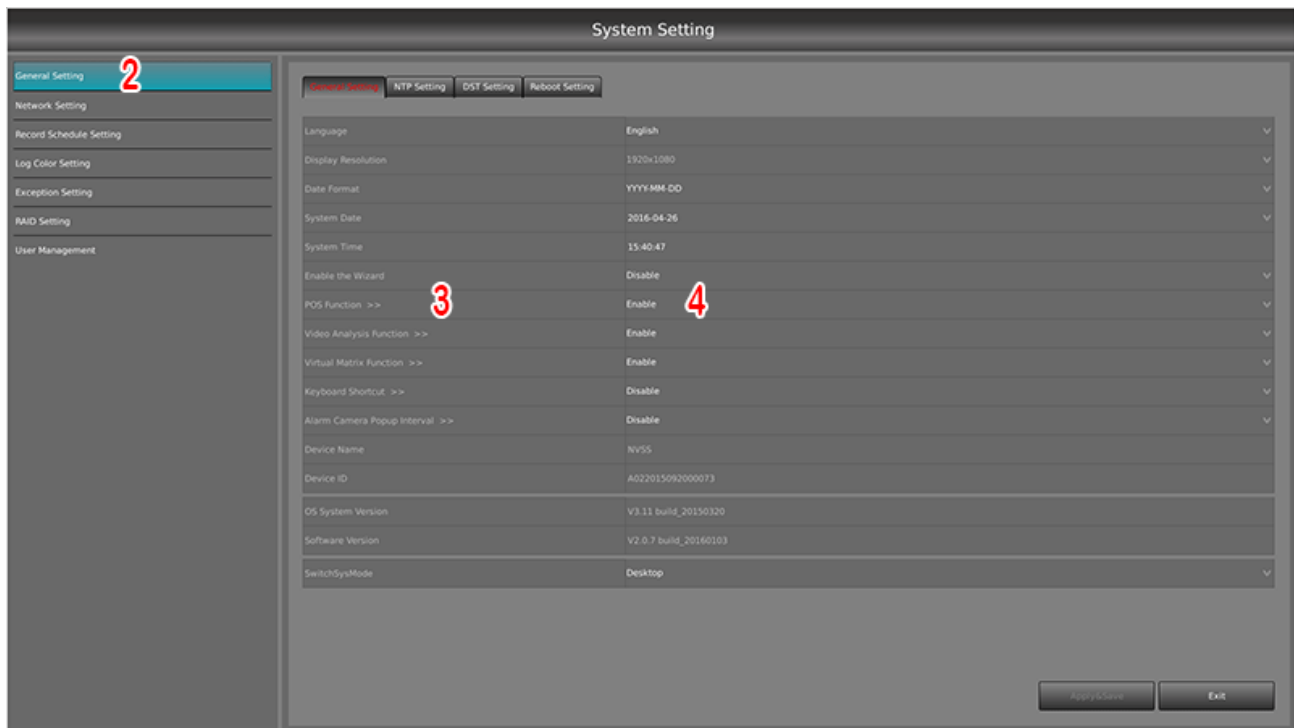 System Setting
General Setting 2
Network Setting
Record Schedule Setting
Log Color Setting
Exception Setting
RAID Setting
User Management
General Setting NTP Setting DST Setting Reboot Setting
Language English
Display Resolution 1920x1080
Date Format YYYY-MM-DD
System Date 2016-04-26
System Time 15:40:47
Enable the Wizard Disable
POS Function >> 3 Enable 4
Video Analysis Function >> Enable
Virtual Matrix Function >> Enable
Keyboard Shortcut >> Disable
Alarm Camera Popup Interval >> Disable
Device Name NVSS
Device ID A022015092000073
OS System Version V3.11 build_20150320
Software Version V2.0.7 build_20160103
SwitchSysMode Desktop
Apply&Save Exit